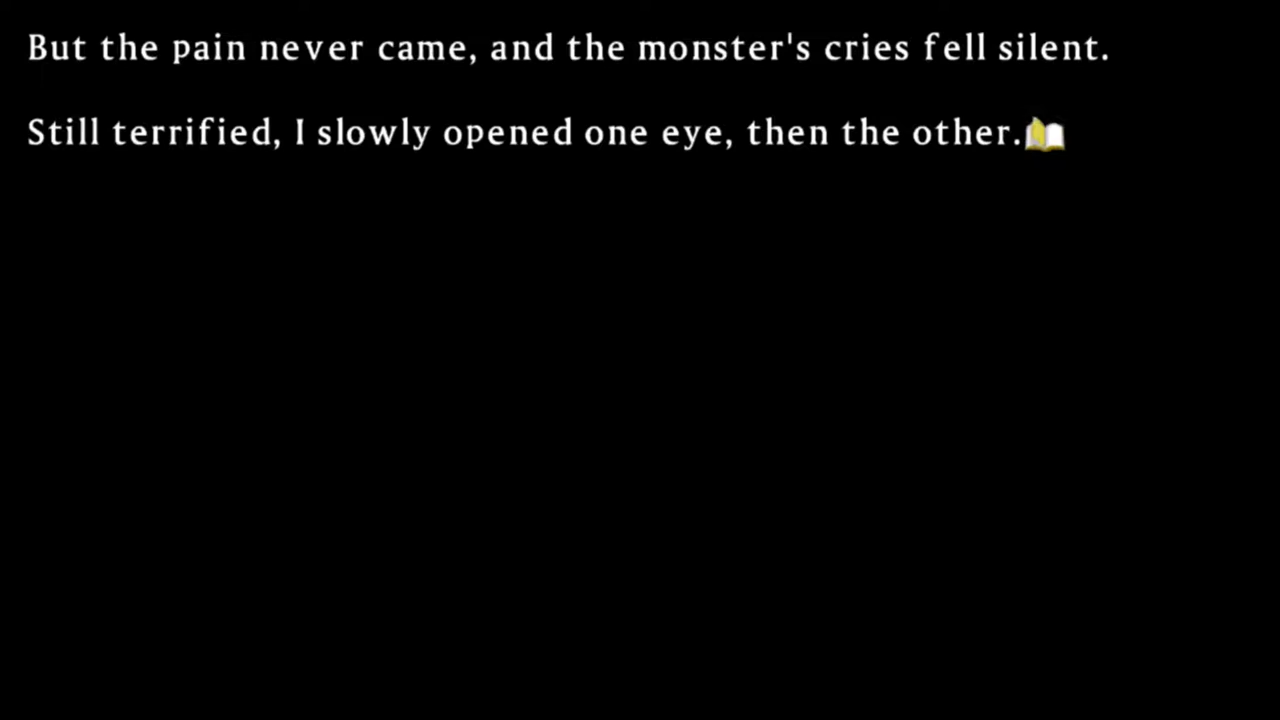 But the pain never came, and the monster's cries fell silent.
Still terrified, I slowly opened one eye, then the other.